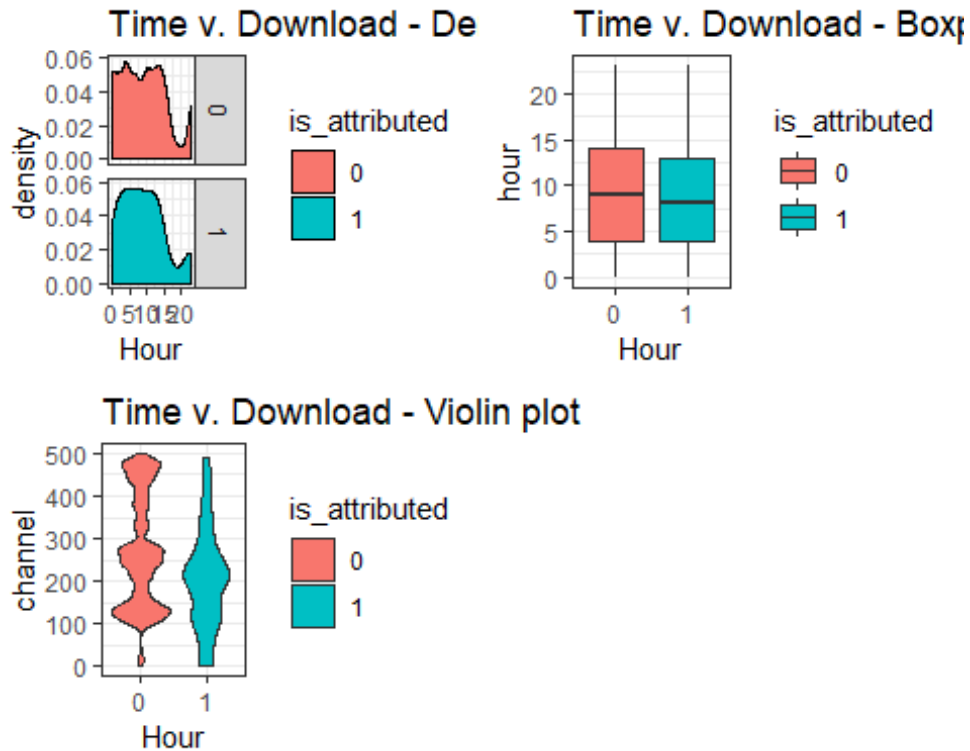 Time v. Download - De
0.06
0.04
0.02
0.00
0
0.06
0.04
0.02
0.00
1
density
0 5 10 15 20
Hour
is_attributed
0
1
Time v. Download - Boxp
20
15
10
5
0
hour
0 1
Hour
is_attributed
0
1
Time v. Download - Violin plot
500
400
300
200
100
0
channel
0 1
Hour
is_attributed
0
1